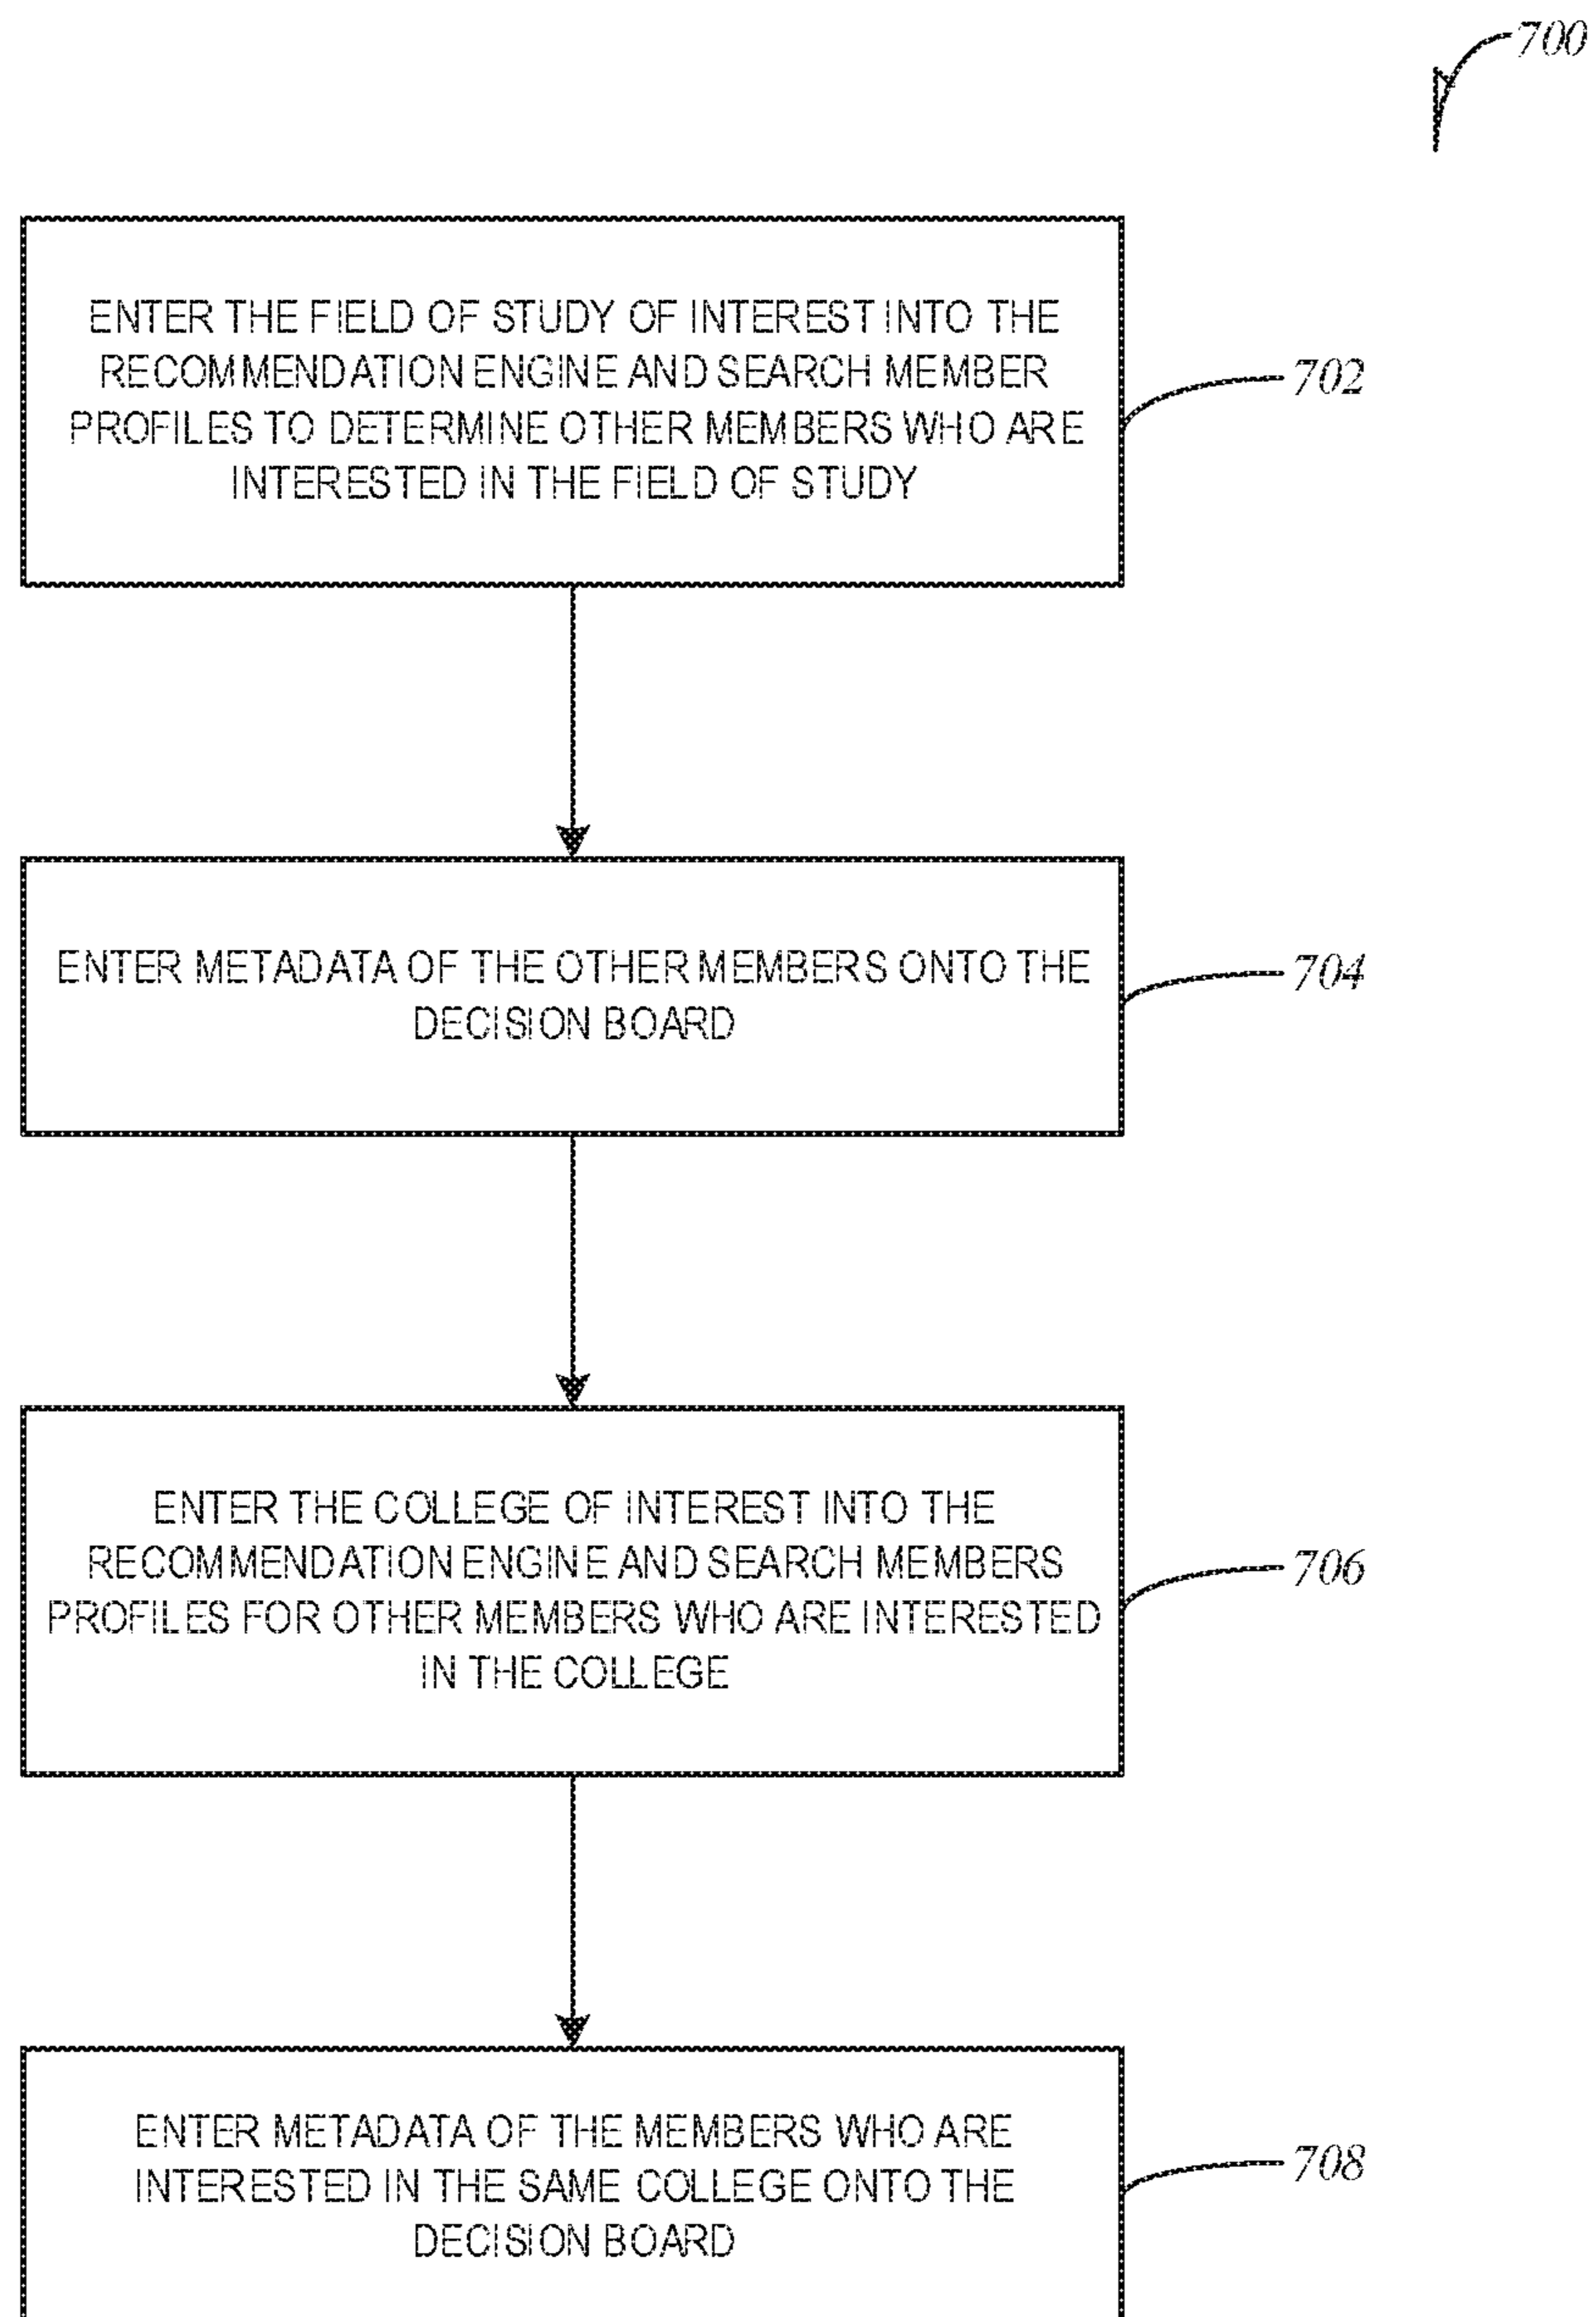 700
ENTER THE FIELD OF STUDY OF INTEREST INTO THE
RECOMMENDATION ENGINE AND SEARCH MEMBER
PROFILES TO DETERMINE OTHER MEMBERS WHO ARE
INTERESTED IN THE FIELD OF STUDY
702
ENTER METADATA OF THE OTHER MEMBERS ONTO THE
DECISION BOARD
704
ENTER THE COLLEGE OF INTEREST INTO THE
RECOMMENDATION ENGINE AND SEARCH MEMBERS
PROFILES FOR OTHER MEMBERS WHO ARE INTERESTED
IN THE COLLEGE
706
ENTER METADATA OF THE MEMBERS WHO ARE
INTERESTED IN THE SAME COLLEGE ONTO THE
DECISION BOARD
708